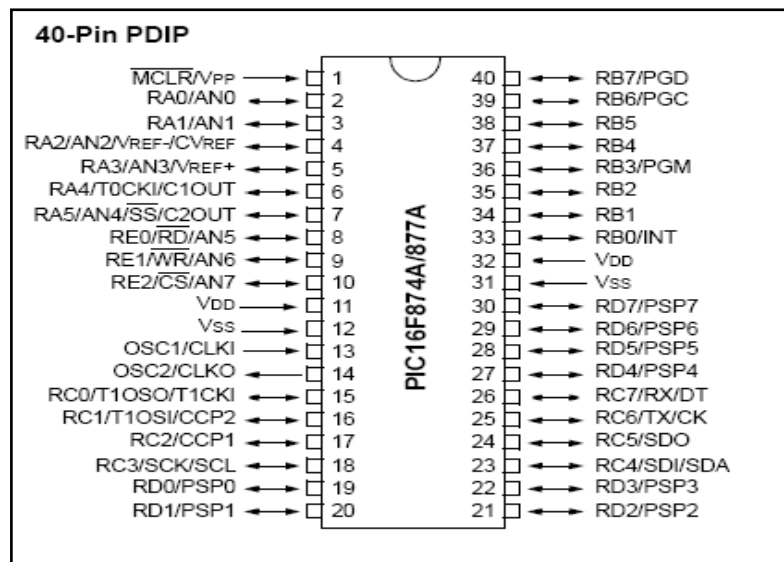 40-Pin PDIP
MCLR/VPP 1 40 RB7/PGD
RA0/AN0 2 39 RB6/PGC
RA1/AN1 3 38 RB5
RA2/AN2/VREF-/CVREF 4 37 RB4
RA3/AN3/VREF+ 5 36 RB3/PGM
RA4/T0CKI/C1OUT 6 35 RB2
RA5/AN4/SS/C2OUT 7 34 RB1
RE0/RD/AN5 8 33 RB0/INT
RE1/WR/AN6 9 32 VDD
RE2/CS/AN7 10 31 VSS
VDD 11 30 RD7/PSP7
VSS 12 29 RD6/PSP6
OSC1/CLKI 13 28 RD5/PSP5
OSC2/CLKO 14 27 RD4/PSP4
RC0/T1OSO/T1CKI 15 26 RC7/RX/DT
RC1/T1OSI/CCP2 16 25 RC6/TX/CK
RC2/CCP1 17 24 RC5/SDO
RC3/SCK/SCL 18 23 RC4/SDI/SDA
RD0/PSP0 19 22 RD3/PSP3
RD1/PSP1 20 21 RD2/PSP2
PIC16F874A/877A